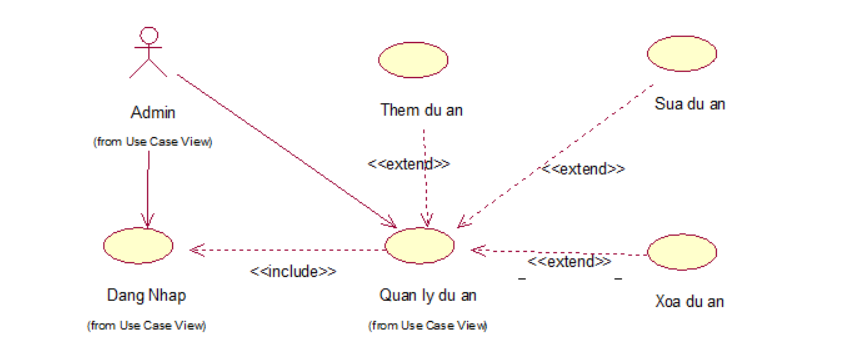 Admin
(from Use Case View)
Them du an
Sua du an
<<extend>>
<<extend>>
<<extend>>
<<include>>
Dang Nhap
(from Use Case View)
Quan ly du an
(from Use Case View)
Xoa du an